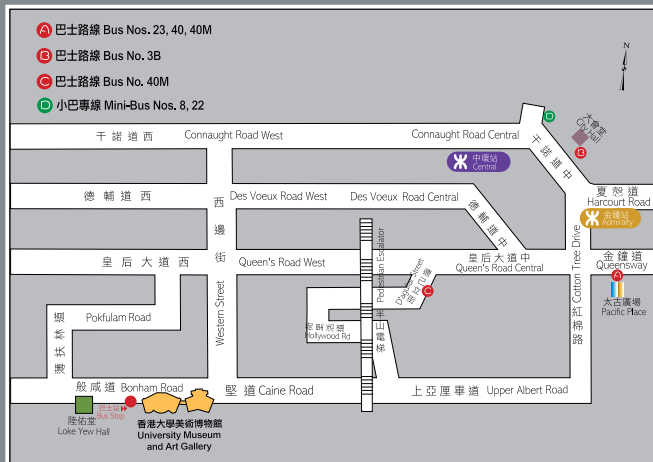 A 巴士路線 Bus Nos. 23, 40, 40M
B 巴士路線 Bus No. 3B
C 巴士路線 Bus No. 40M
D 小巴專線 Mini-Bus Nos. 8, 22
N
D
大會堂
City Hall
B
干諾道西 Connaught Road West
Connaught Road Central
干諾道中
中環站
Central
夏慤道
Harcourt Road
金鐘站
Admiralty
德輔道西 Des Voeux Road West
Des Voeux Road Central
德輔道中
西邊街
Western Street
皇后大道西 Queen's Road West
Pedestrian Escalator
半山電梯
皇后大道中
Queen's Road Central
Cotton Tree Drive
紅棉路
金鐘道
Queensway
A
太古廣場
Pacific Place
D'aguilar Street
德己立街
C
荷里活道
Hollywood Rd
Pokfulam Road
薄扶林道
般咸道 Bonham Road
堅道 Caine Road
上亞厘畢道 Upper Albert Road
巴士站
Bus Stop
陸佑堂
Loke Yew Hall
香港大學美術博物館
University Museum
and Art Gallery